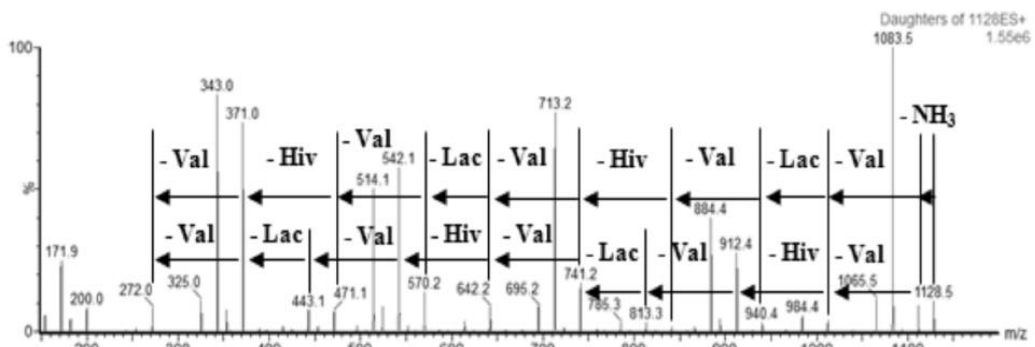 Daughters of 1128ES+
1.55e6
100
1083.5
343.0
371.0
713.2
- NH3
- Val
- Hiv
- Val
- Lac
- Val
- Hiv
- Val
- Lac
- Val
542.1
514.1
%
884.4
- Val
- Lac
- Val
- Hiv
- Val
- Lac
- Val
- Hiv
- Val
912.4
171.9
200.0
272.0
325.0
443.1
471.1
570.2
642.2
695.2
741.2
785.3
813.3
940.4
984.4
1065.5
1128.5
0
m/z